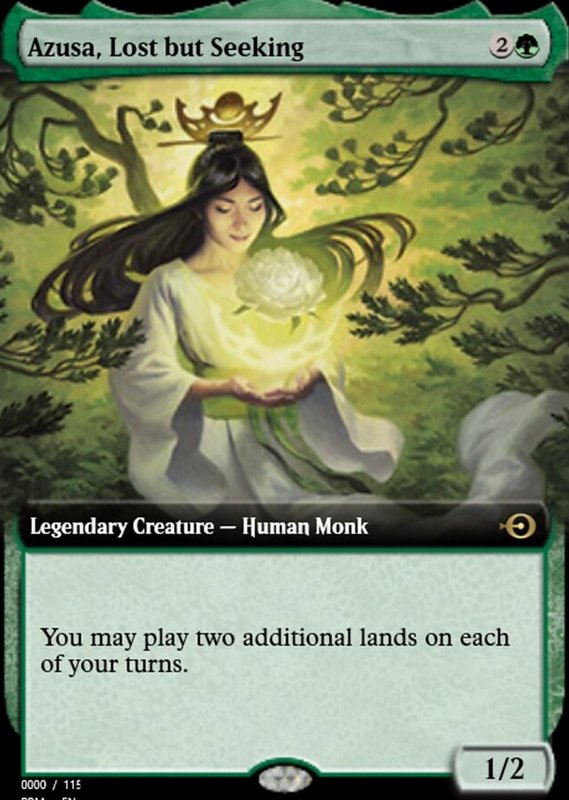 Azusa, Lost but Seeking
2
Legendary Creature — Human Monk
You may play two additional lands on each
of your turns.
1/2
0000 / 115